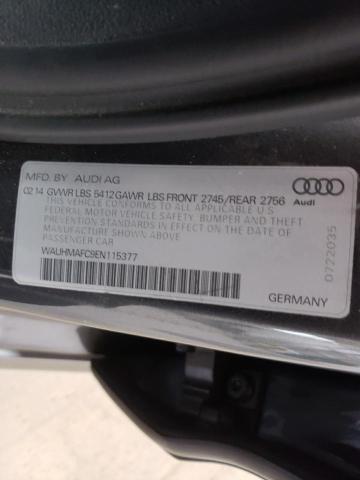 MFD. BY AUDI AG
02 14 GVWR LBS 5412 GAWR LBS FRONT 2745/REAR 2756
THIS VEHICLE CONFORMS TO ALL APPLICABLE U S
FEDERAL MOTOR VEHICLE SAFETY, BUMPER AND THEFT
PREVENTION STANDARDS IN EFFECT ON THE DATE OF
MANUFACTURE SHOWN ABOVE.
PASSENGER CAR
WAUHMAFC9EN115377
Audi
0722035
GERMANY